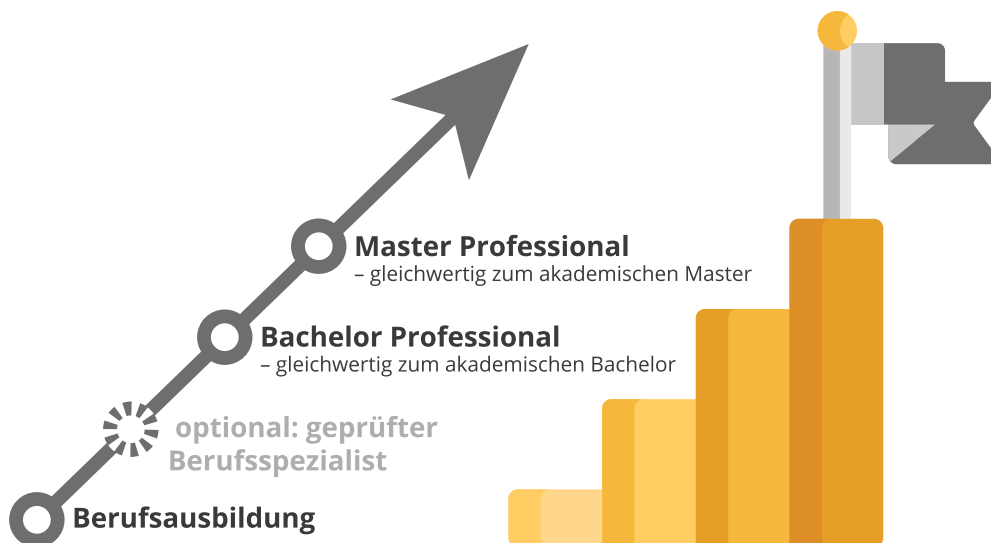 Master Professional
– gleichwertig zum akademischen Master
Bachelor Professional
– gleichwertig zum akademischen Bachelor
optional: geprüfter
Berufsspezialist
Berufsausbildung